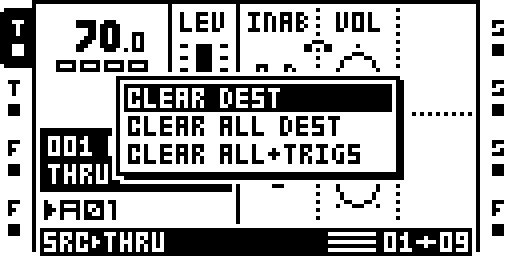 T
T
F
F
70.0
LEV
INAB
VOL
CLEAR DEST
CLEAR ALL DEST
CLEAR ALL+TRIGS
001
THRU
A01
SRC▸THRU
01→09
S
S
S
F